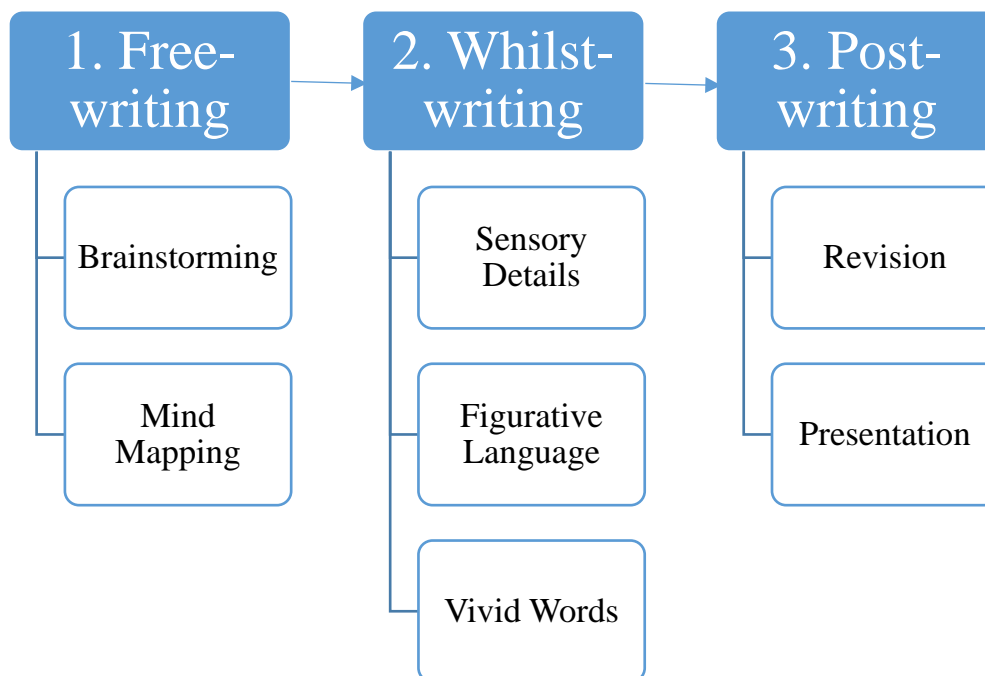 1. Free-
writing
Brainstorming
Mind
Mapping
2. Whilst-
writing
Sensory
Details
Figurative
Language
Vivid Words
3. Post-
writing
Revision
Presentation